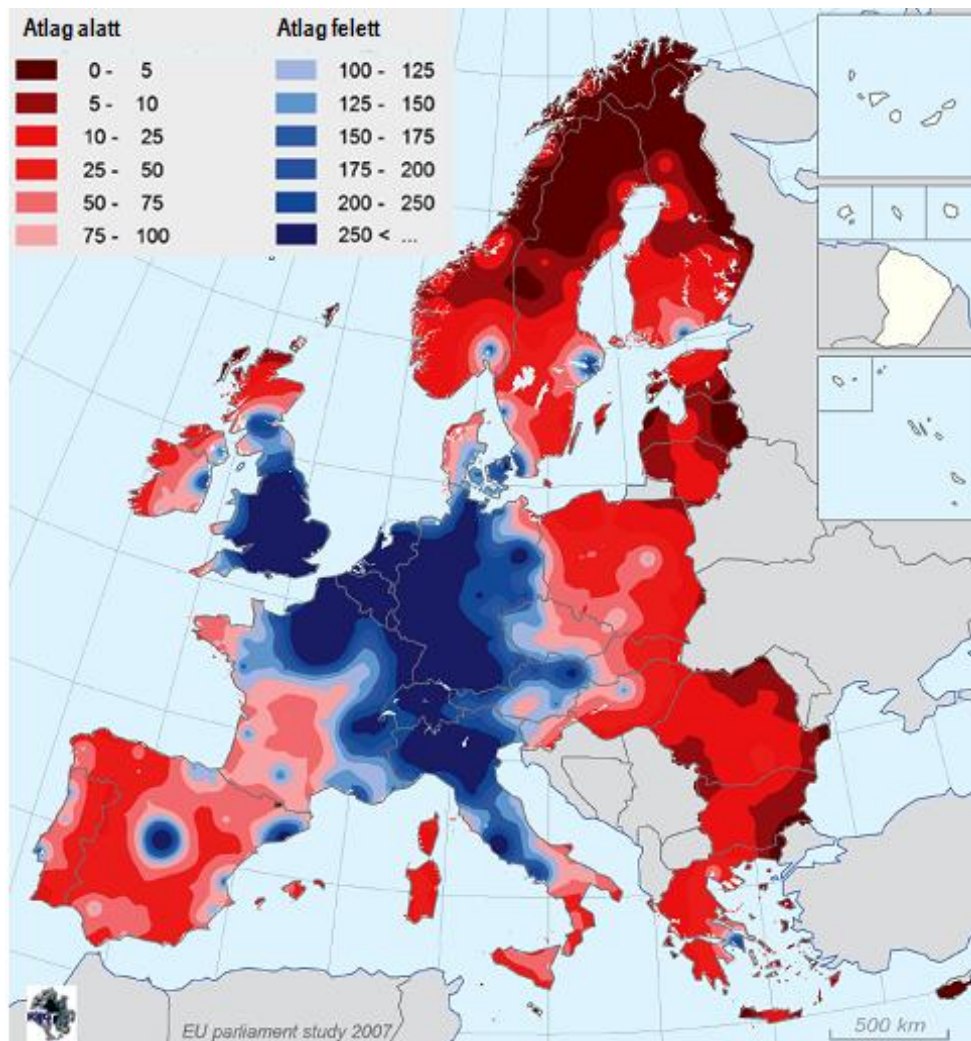 Atlag alatt
0 - 5
5 - 10
10 - 25
25 - 50
50 - 75
75 - 100
Atlag felett
100 - 125
125 - 150
150 - 175
175 - 200
200 - 250
250 < ...
EU parliament study 2007
500 km